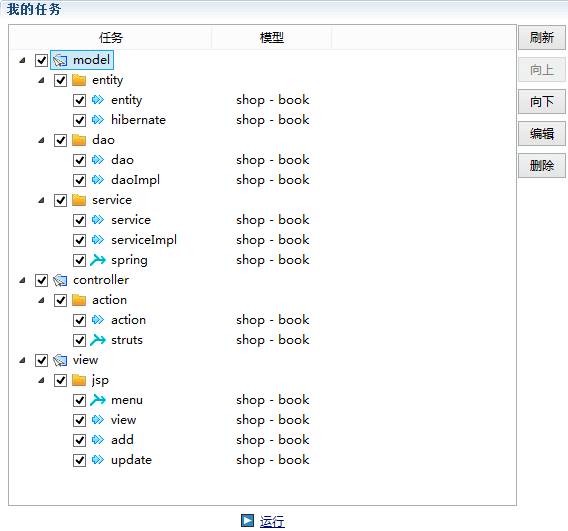 我的任务
任务 模型
刷新
model
向上
entity
entity shop - book
向下
hibernate shop - book
dao
编辑
dao shop - book
删除
daoImpl shop - book
service
service shop - book
serviceImpl shop - book
spring shop - book
controller
action
action shop - book
struts shop - book
view
jsp
menu shop - book
view shop - book
add shop - book
update shop - book
运行